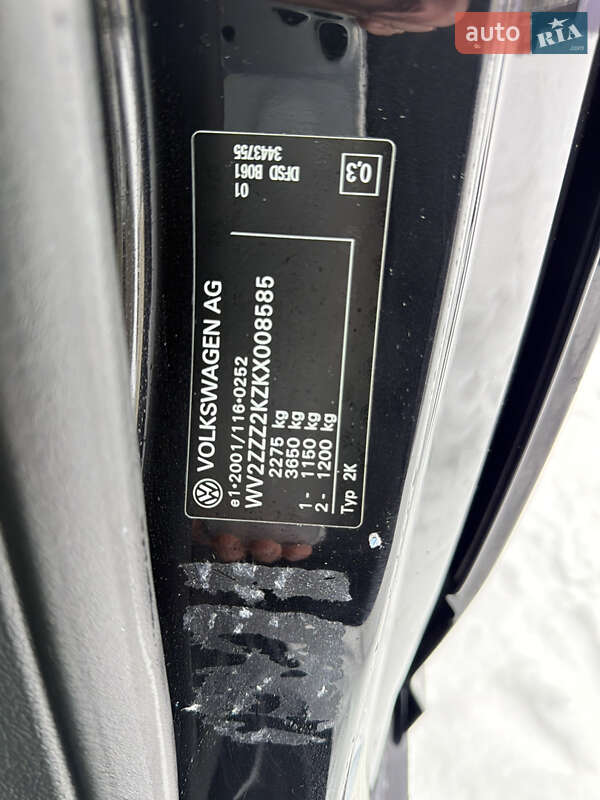 auto RIA
.com
VOLKSWAGEN AG
e1*2001/116*0252
WV2ZZZ2KZKX008585
2275 kg
3650 kg
1 - 1150 kg
2 - 1200 kg
Typ 2K
01
DFSD B061
3443755
0,3